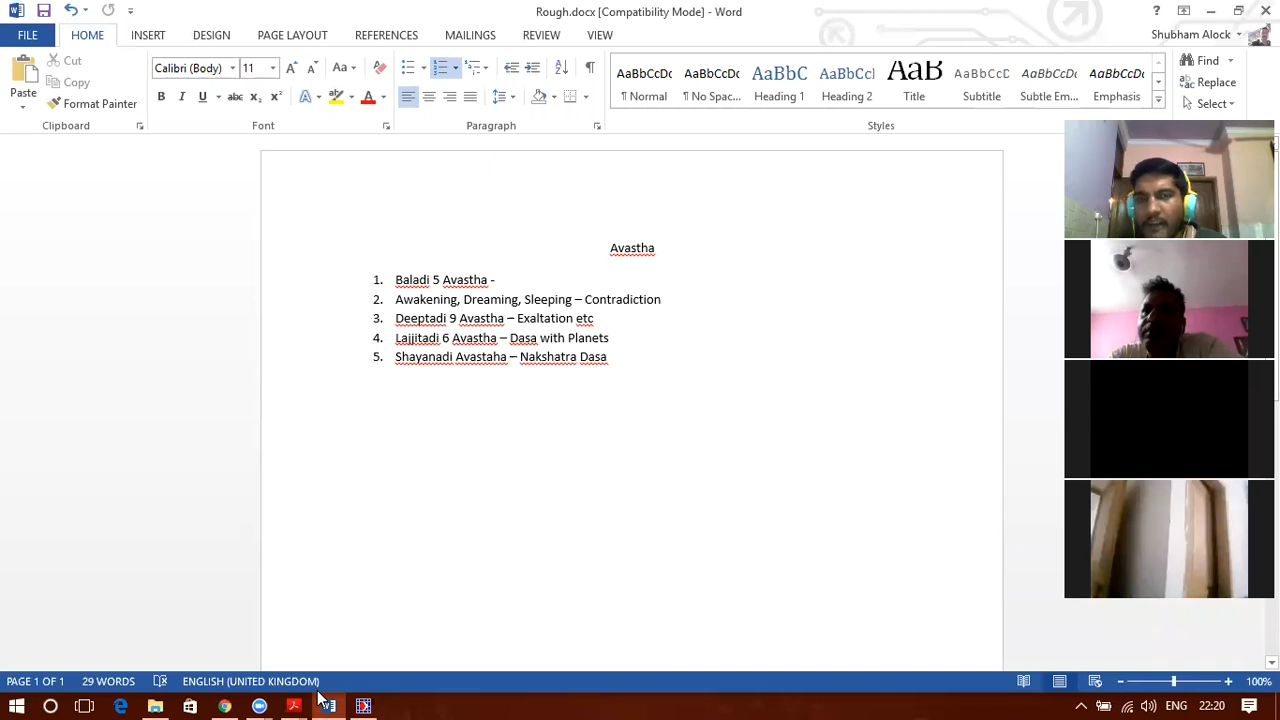 Rough.docx [Compatibility Mode] - Word
FILE
HOME
INSERT
DESIGN
PAGE LAYOUT
REFERENCES
MAILINGS
REVIEW
VIEW
Shubham Alock
Paste
Cut
Copy
Format Painter
Clipboard
Calibri (Body)
11
Font
Paragraph
AaBbCcDc
¶ Normal
AaBbCcDc
¶ No Spac...
AaBbC
Heading 1
AaBbCcC
Heading 2
AaB
Title
AaBbCcD
Subtitle
AaBbCcDc
Subtle Em...
AaBbCcDc
Emphasis
Styles
Find
Replace
Select
Avastha
1. Baladi 5 Avastha -
2. Awakening, Dreaming, Sleeping – Contradiction
3. Deeptadi 9 Avastha – Exaltation etc
4. Lajjitadi 6 Avastha – Dasa with Planets
5. Shayanadi Avastaha – Nakshatra Dasa
PAGE 1 OF 1
29 WORDS
ENGLISH (UNITED KINGDOM)
100%
ENG
22:20